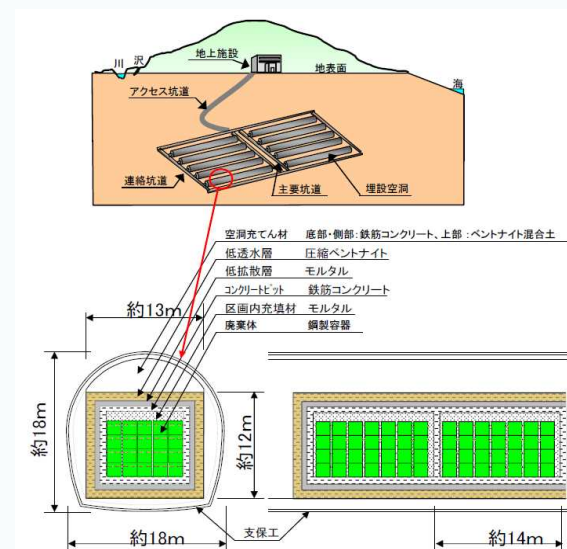 地上施設
川 沢
地表面
海
アクセス坑道
連絡坑道
主要坑道
埋設空洞
空洞充てん材 底部・側部:鉄筋コンクリート、上部:ベントナイト混合土
低透水層 圧縮ベントナイト
低拡散層 モルタル
コンクリートピット 鉄筋コンクリート
区画内充填材 モルタル
廃棄体 鋼製容器
約13m
約18m
約12m
支保工
約18m
約14m